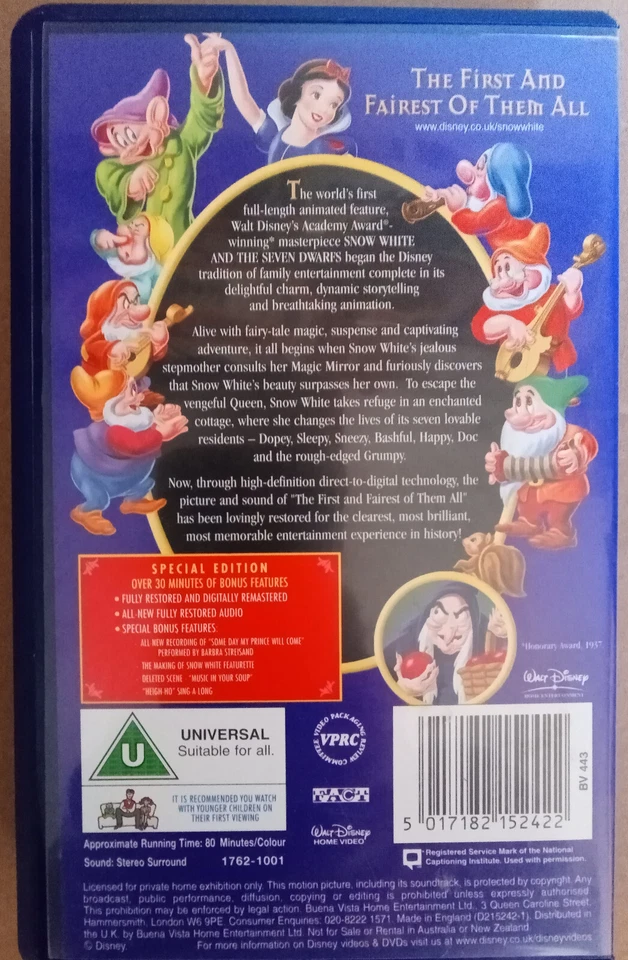 The First And
Fairest Of Them All
www.disney.co.uk/snowwhite
The world's first
full-length animated feature,
Walt Disney's Academy Award®-
winning* masterpiece SNOW WHITE
AND THE SEVEN DWARFS began the Disney
tradition of family entertainment complete in its
delightful charm, dynamic storytelling
and breathtaking animation.
Alive with fairy-tale magic, suspense and captivating
adventure, it all begins when Snow White's jealous
stepmother consults her Magic Mirror and furiously discovers
that Snow White's beauty surpasses her own. To escape the
vengeful Queen, Snow White takes refuge in an enchanted
cottage, where she changes the lives of its seven lovable
residents – Dopey, Sleepy, Sneezy, Bashful, Happy, Doc
and the rough-edged Grumpy.
Now, through high-definition direct-to-digital technology, the
picture and sound of "The First and Fairest of Them All"
has been lovingly restored for the clearest, most brilliant,
most memorable entertainment experience in history!
SPECIAL EDITION
OVER 30 MINUTES OF BONUS FEATURES
• FULLY RESTORED AND DIGITALLY REMASTERED
• ALL-NEW FULLY RESTORED AUDIO
• SPECIAL BONUS FEATURES:
ALL-NEW RECORDING OF "SOME DAY MY PRINCE WILL COME"
PERFORMED BY BARBRA STREISAND
THE MAKING OF SNOW WHITE FEATURETTE
DELETED SCENE "MUSIC IN YOUR SOUP"
"HEIGH-HO" SING A LONG
*Honorary Award, 1937
Walt Disney
HOME ENTERTAINMENT
U
UNIVERSAL
Suitable for all.
IT IS RECOMMENDED YOU WATCH
WITH YOUNGER CHILDREN ON
THEIR FIRST VIEWING
VIDEO PACKAGING REVIEW COMMITTEE
VPRC
FACT
Walt Disney
HOME VIDEO
BV 443
5 017182 152422
Approximate Running Time: 80 Minutes/Colour
Sound: Stereo Surround 1762-1001
*Registered Service Mark of the National
Captioning Institute. Used with permission.
Licensed for private home exhibition only. This motion picture, including its soundtrack, is protected by copyright. Any
broadcast, public performance, diffusion, copying or editing is prohibited unless expressly authorised.
This prohibition may be enforced by legal action. Buena Vista Home Entertainment Ltd., 3 Queen Caroline Street,
Hammersmith, London W6 9PE. Consumer Enquiries: 020-8222 1571. Made in England (D215242-1). Distributed in
the U.K. by Buena Vista Home Entertainment Ltd. Not for Sale or Rental in Australia or New Zealand.
© Disney. For more information on Disney videos & DVDs visit us at www.disney.co.uk/disneyvideos